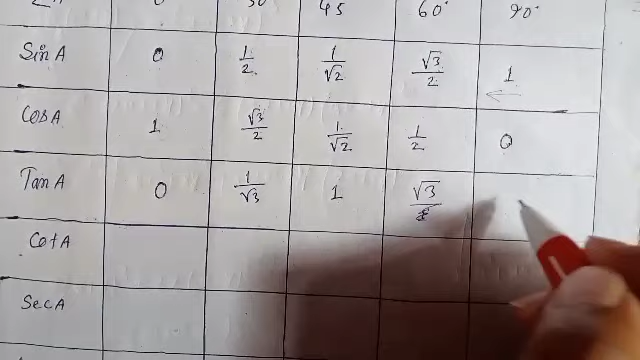 0 30 45 60° 90°
Sin A 0 1/2 1/√2 √3/2 1
Cos A 1 √3/2 1/√2 1/2 0
Tan A 0 1/√3 1 √3
Cot A
Sec A